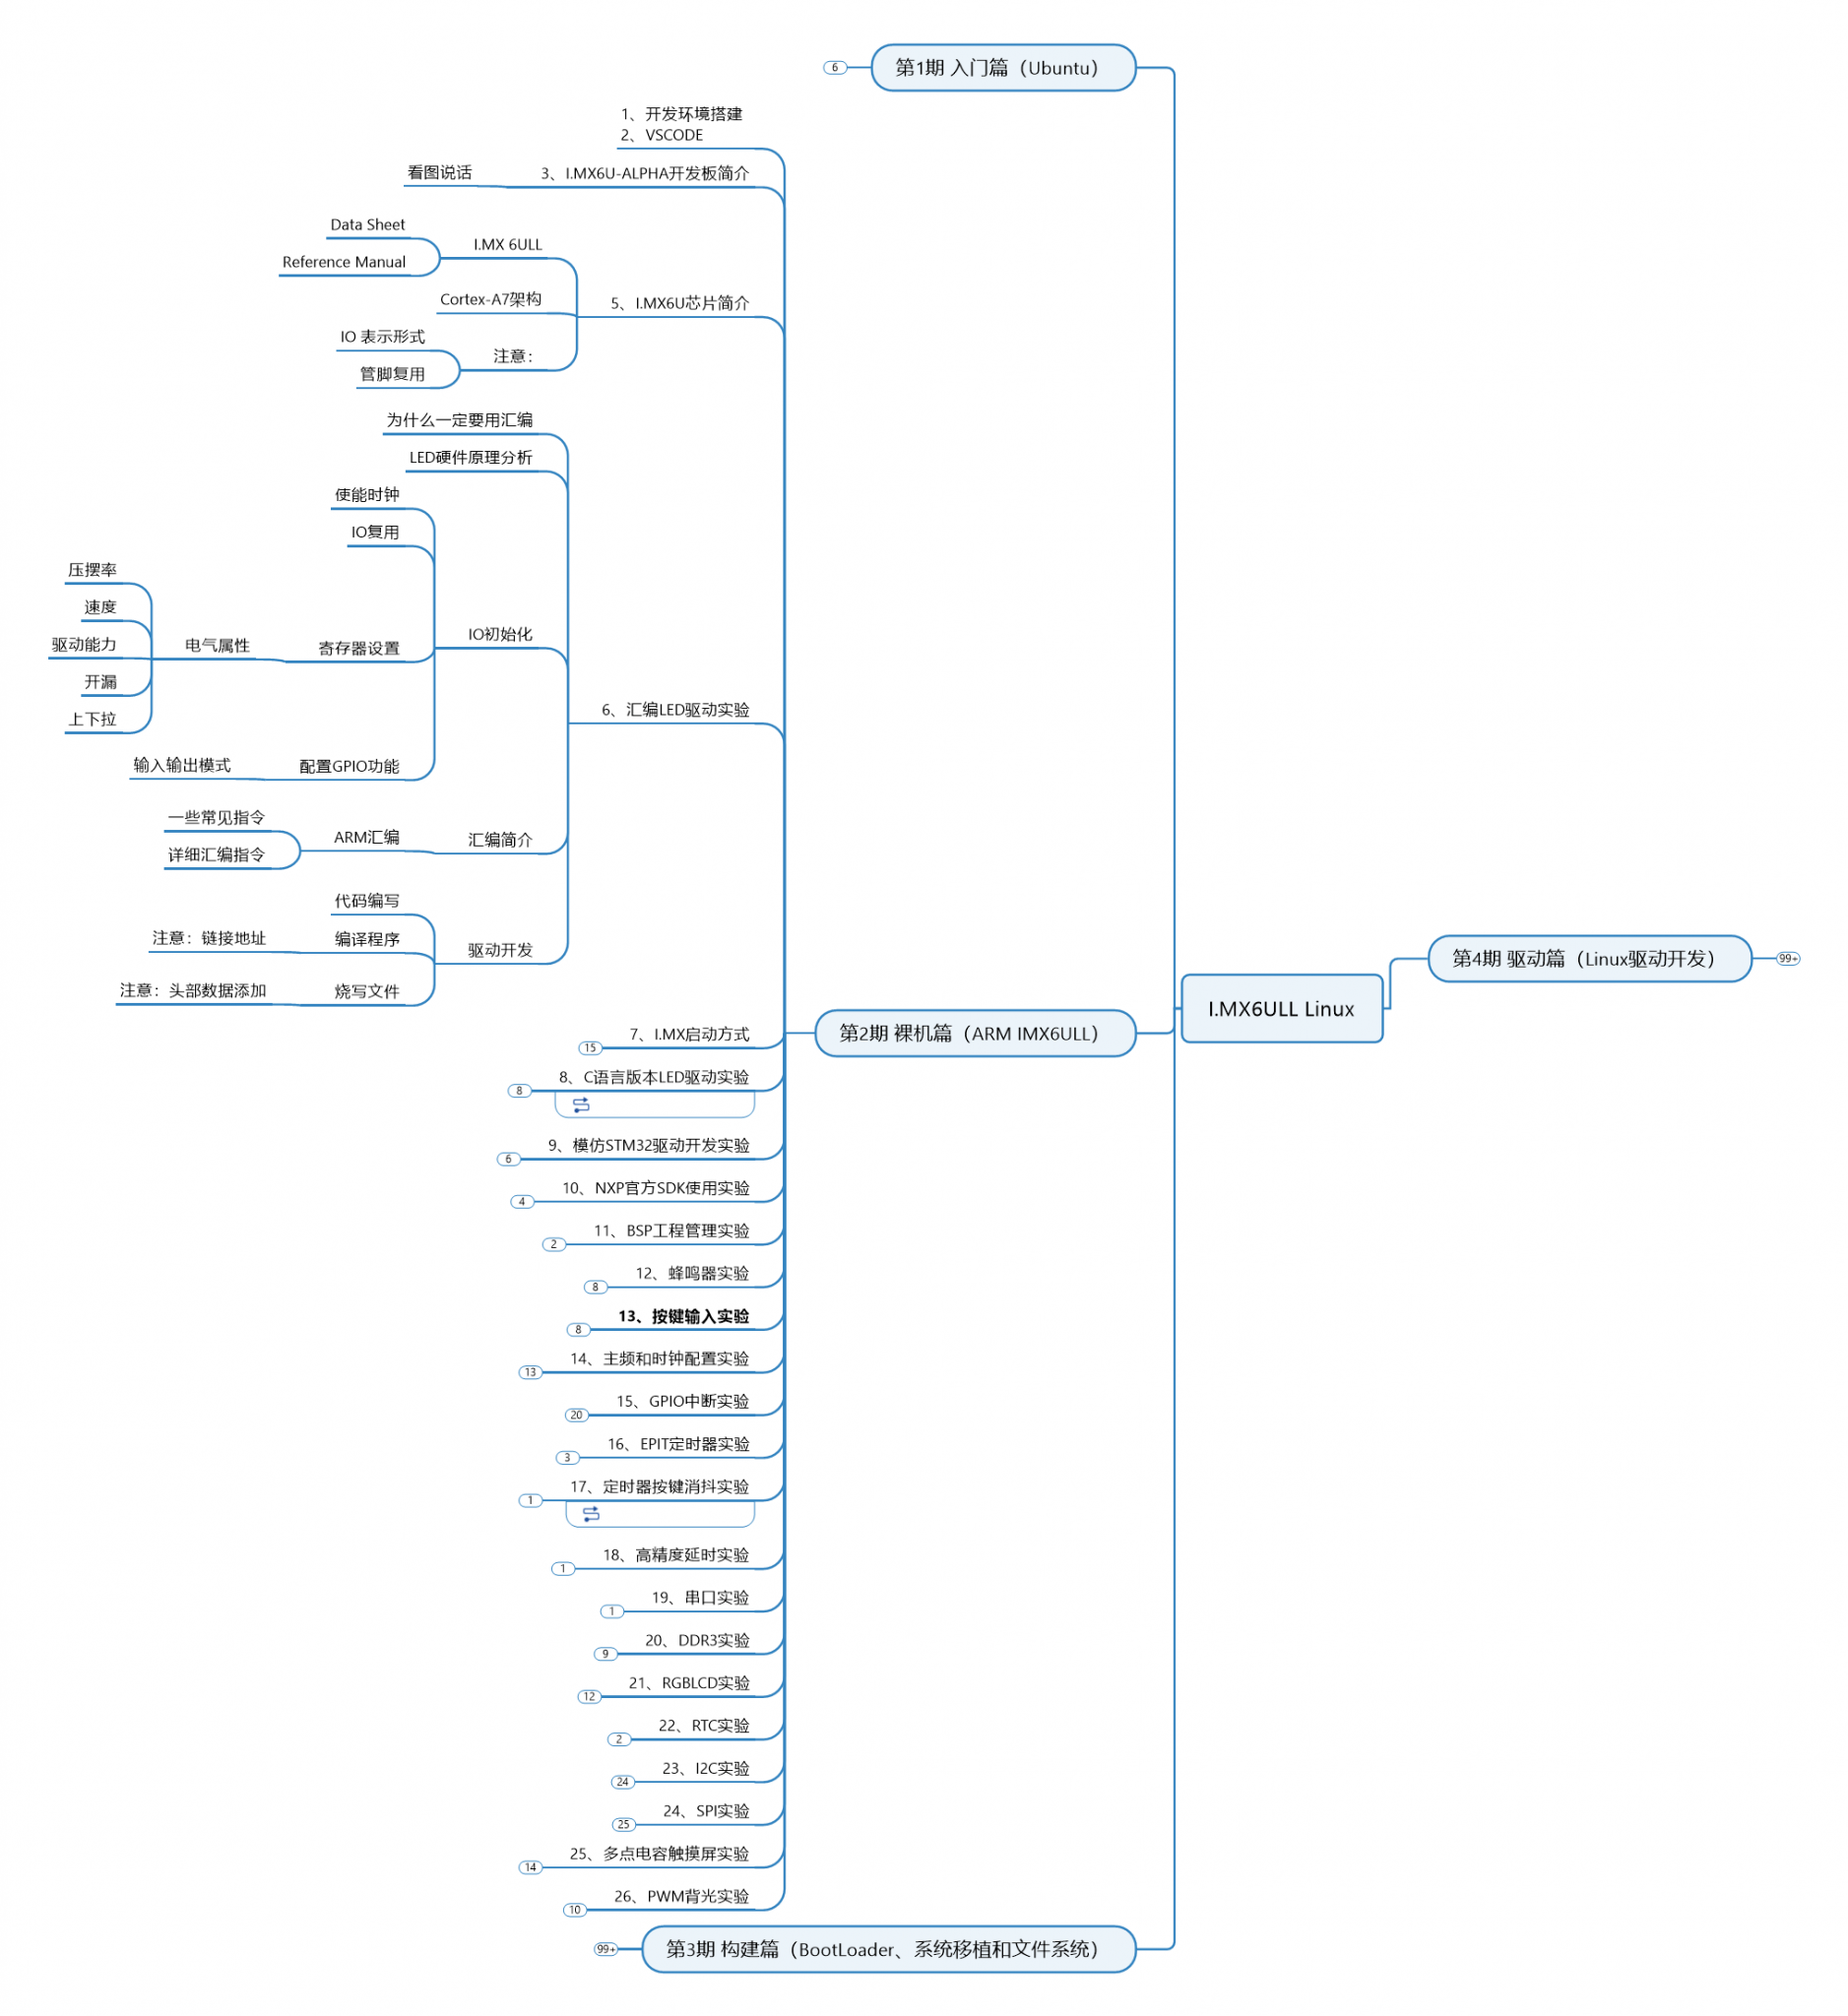 第1期 入门篇（Ubuntu）
6
1、开发环境搭建
2、VSCODE
3、I.MX6U-ALPHA开发板简介
看图说话
5、I.MX6U芯片简介
I.MX 6ULL
Data Sheet
Reference Manual
Cortex-A7架构
注意：
IO 表示形式
管脚复用
6、汇编LED驱动实验
为什么一定要用汇编
LED硬件原理分析
IO初始化
使能时钟
IO复用
寄存器设置
电气属性
压摆率
速度
驱动能力
开漏
上下拉
配置GPIO功能
输入输出模式
汇编简介
ARM汇编
一些常见指令
详细汇编指令
驱动开发
代码编写
编译程序
注意：链接地址
烧写文件
注意：头部数据添加
第4期 驱动篇（Linux驱动开发）
99+
I.MX6ULL Linux
第2期 裸机篇（ARM IMX6ULL）
7、I.MX启动方式
15
8、C语言版本LED驱动实验
8
9、模仿STM32驱动开发实验
6
10、NXP官方SDK使用实验
4
11、BSP工程管理实验
2
12、蜂鸣器实验
8
13、按键输入实验
8
14、主频和时钟配置实验
13
15、GPIO中断实验
20
16、EPIT定时器实验
3
17、定时器按键消抖实验
1
18、高精度延时实验
1
19、串口实验
1
20、DDR3实验
9
21、RGBLCD实验
12
22、RTC实验
2
23、I2C实验
24
24、SPI实验
25
25、多点电容触摸屏实验
14
26、PWM背光实验
10
第3期 构建篇（BootLoader、系统移植和文件系统）
99+